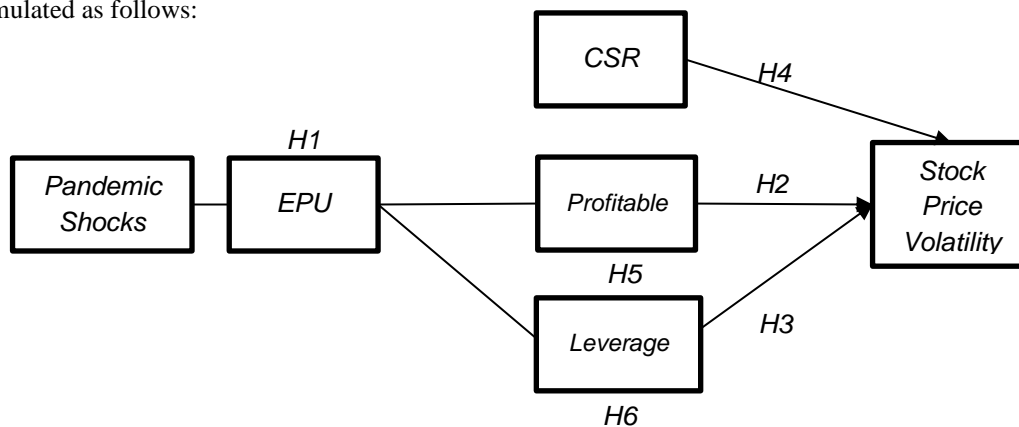 mulated as follows:
CSR
H4
H1
Pandemic
Shocks
EPU
Profitable
H2
Stock
Price
Volatility
H5
Leverage
H3
H6